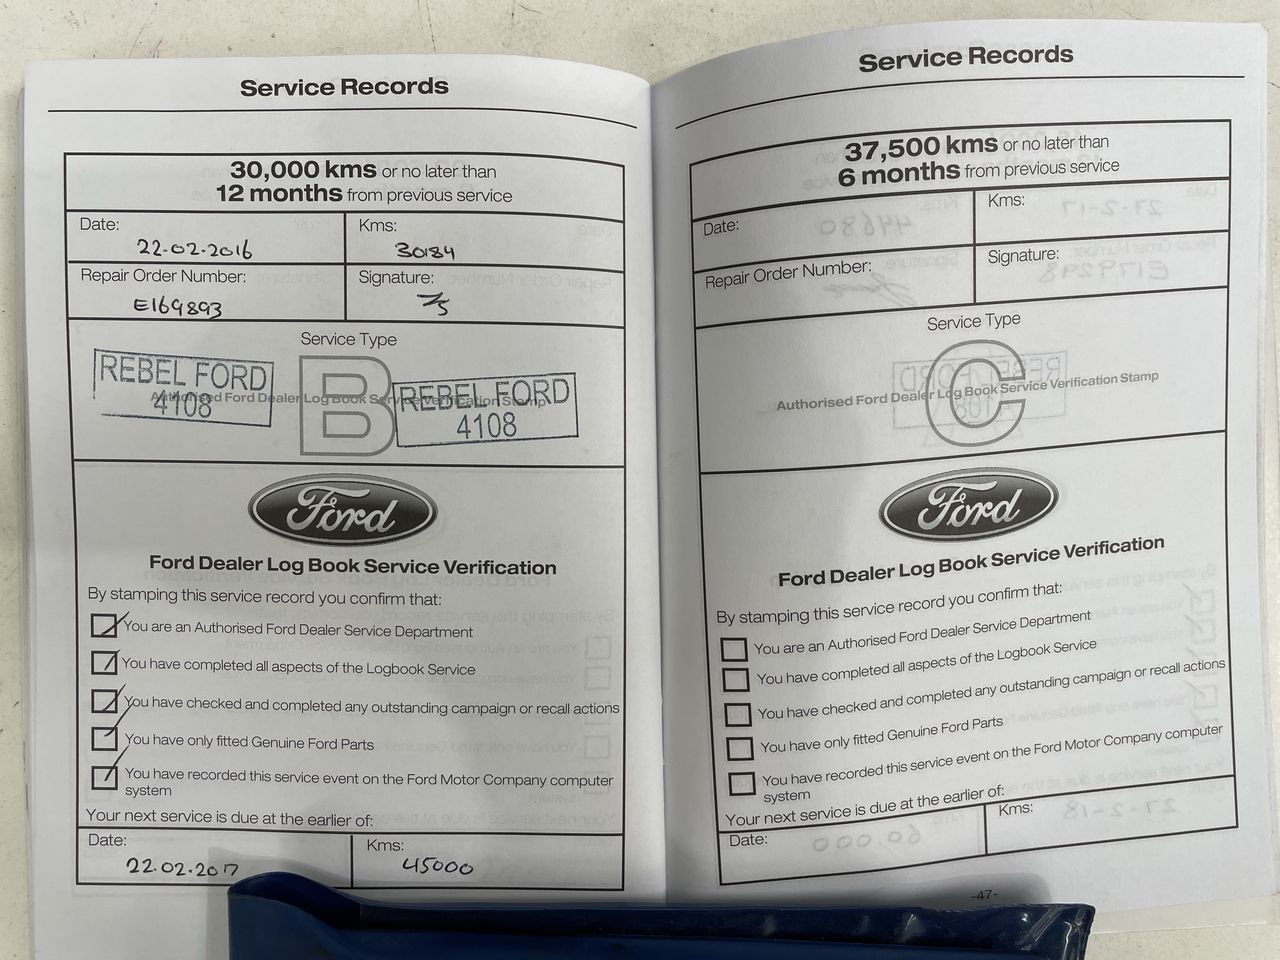 Service Records
30,000 kms or no later than
12 months from previous service
Date:
22.02.2016
Kms:
30184
Repair Order Number:
E169893
Signature:
Service Type
B
Authorised Ford Dealer Log Book Service Verification Stamp
REBEL FORD
4108
REBEL FORD
4108
Ford
Ford Dealer Log Book Service Verification
By stamping this service record you confirm that:
You are an Authorised Ford Dealer Service Department
You have completed all aspects of the Logbook Service
You have checked and completed any outstanding campaign or recall actions
You have only fitted Genuine Ford Parts
You have recorded this service event on the Ford Motor Company computer
system
Your next service is due at the earlier of:
Date:
22.02.2017
Kms:
45000
Service Records
37,500 kms or no later than
6 months from previous service
Date:
Kms:
Repair Order Number:
Signature:
Service Type
C
Authorised Ford Dealer Log Book Service Verification Stamp
Ford
Ford Dealer Log Book Service Verification
By stamping this service record you confirm that:
You are an Authorised Ford Dealer Service Department
You have completed all aspects of the Logbook Service
You have checked and completed any outstanding campaign or recall actions
You have only fitted Genuine Ford Parts
You have recorded this service event on the Ford Motor Company computer
system
Your next service is due at the earlier of:
Date:
Kms:
-47-